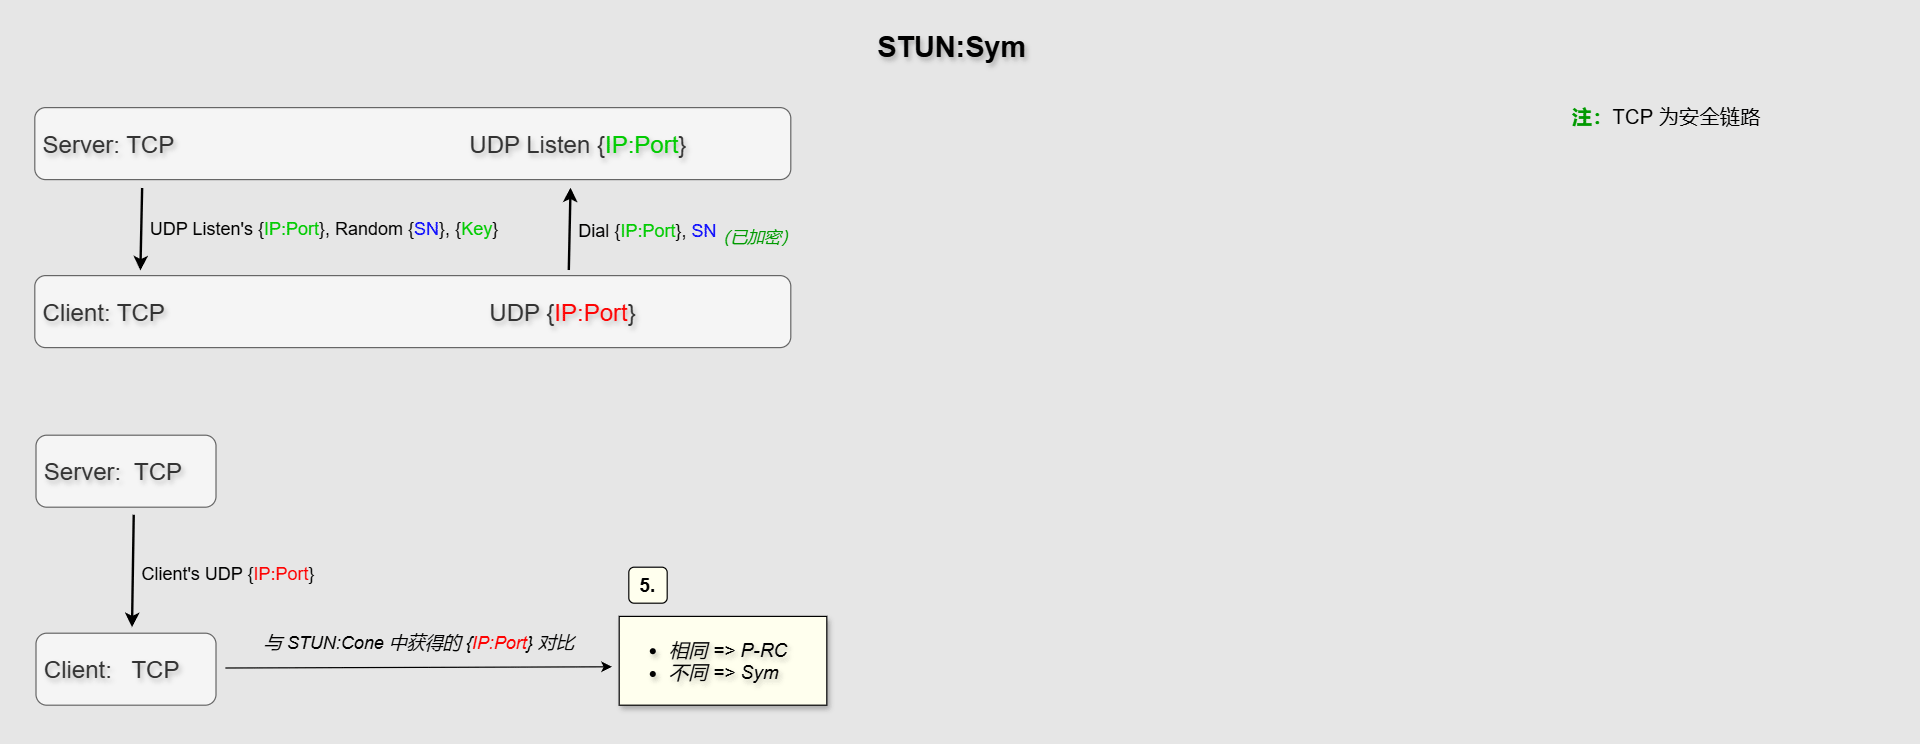 STUN:Sym
注：TCP 为安全链路
Server: TCP
UDP Listen {IP:Port}
UDP Listen's {IP:Port}, Random {SN}, {Key}
Dial {IP:Port}, SN (已加密)
Client: TCP
UDP {IP:Port}
Server: TCP
Client's UDP {IP:Port}
5.
与 STUN:Cone 中获得的 {IP:Port} 对比
• 相同 => P-RC
• 不同 => Sym
Client: TCP